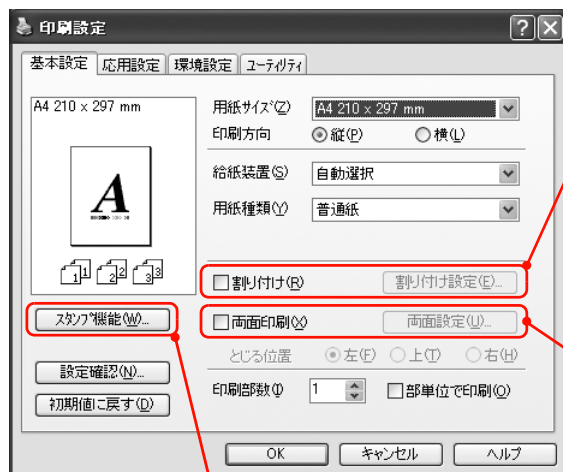 印刷設定
基本設定 応用設定 環境設定 ユーティリティ
A4 210 x 297 mm
A
1 1 2 2 3 3
用紙サイズ(Z) A4 210 x 297 mm
印刷方向 縦(P) 横(L)
給紙装置(S) 自動選択
用紙種類(Y) 普通紙
割り付け(R) 割り付け設定(E)...
スタンプ機能(W)... 両面印刷(X) 両面設定(U)...
とじる位置 左(F) 上(T) 右(H)
設定確認(N)...
印刷部数(I) 1 部単位で印刷(O)
初期値に戻す(D)
OK キャンセル ヘルプ